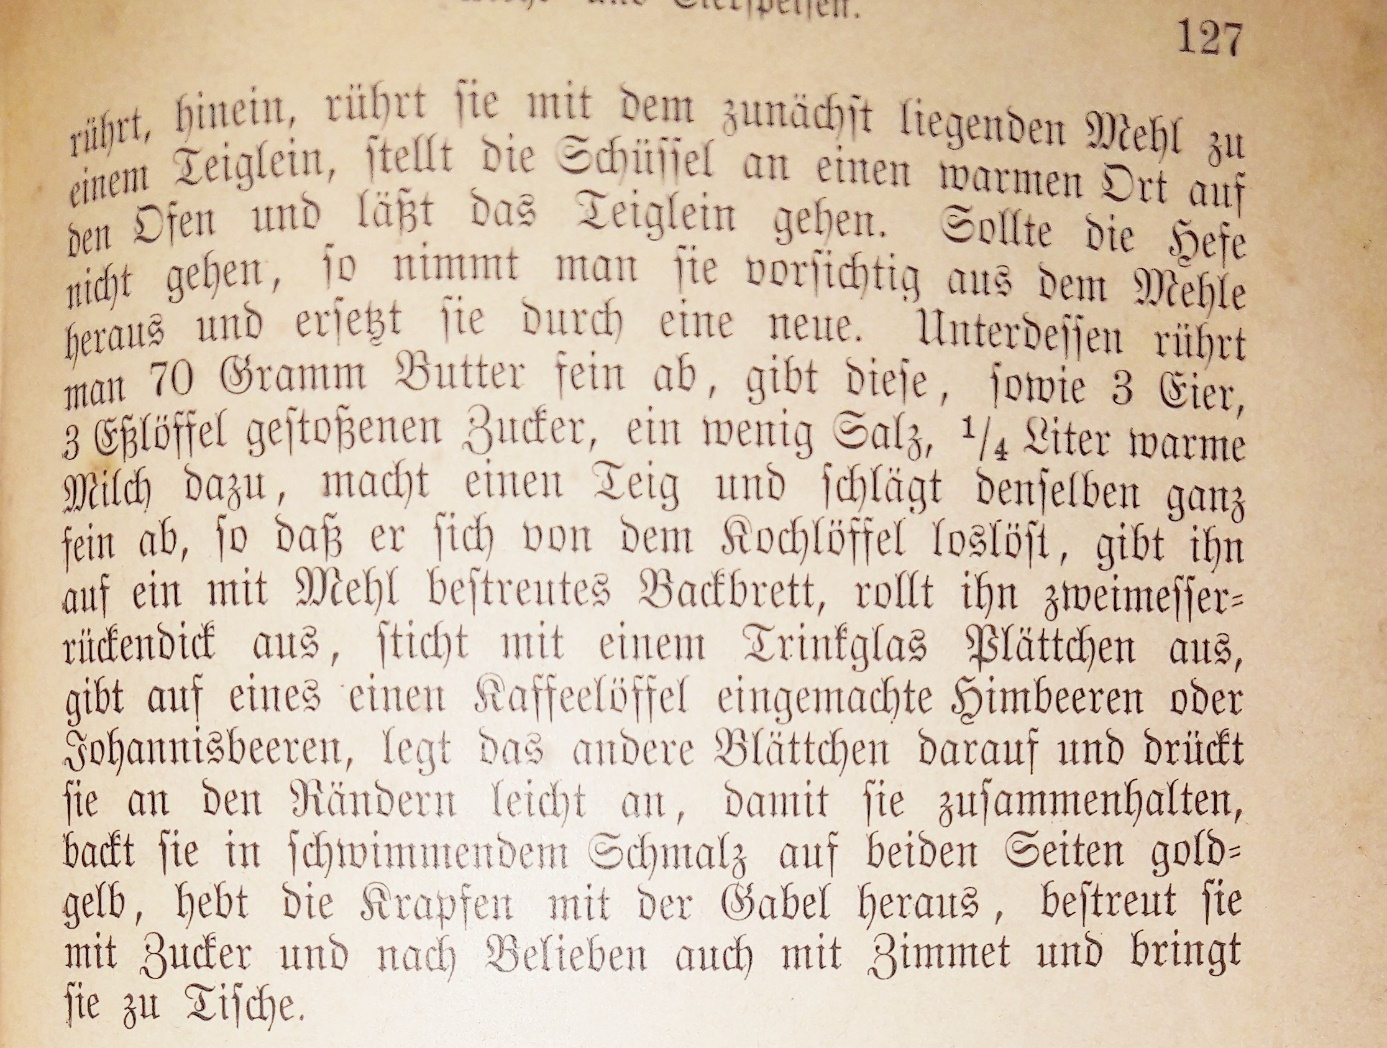 und Eierspeisen.
127
rührt, hinein, rührt sie mit dem zunächst liegenden Mehl zu
einem Teiglein, stellt die Schüssel an einen warmen Ort auf
den Ofen und läßt das Teiglein gehen. Sollte die Hefe
nicht gehen, so nimmt man sie vorsichtig aus dem Mehle
heraus und ersetzt sie durch eine neue. Unterdessen rührt
man 70 Gramm Butter fein ab, gibt diese, sowie 3 Eier,
3 Eßlöffel gestoßenen Zucker, ein wenig Salz, 1/4 Liter warme
Milch dazu, macht einen Teig und schlägt denselben ganz
fein ab, so daß er sich von dem Kochlöffel loslöst, gibt ihn
auf ein mit Mehl bestreutes Backbrett, rollt ihn zweimesser-
rückendick aus, sticht mit einem Trinkglas Plättchen aus,
gibt auf eines einen Kaffeelöffel eingemachte Himbeeren oder
Johannisbeeren, legt das andere Blättchen darauf und drückt
sie an den Rändern leicht an, damit sie zusammenhalten,
backt sie in schwimmendem Schmalz auf beiden Seiten gold-
gelb, hebt die Krapfen mit der Gabel heraus, bestreut sie
mit Zucker und nach Belieben auch mit Zimmet und bringt
sie zu Tische.